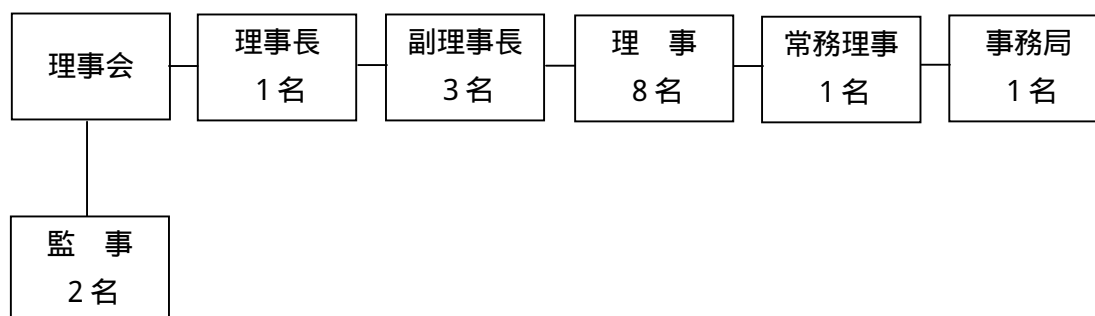 理事会
理事長
1名
副理事長
3名
理　事
8名
常務理事
1名
事務局
1名
監　事
2名